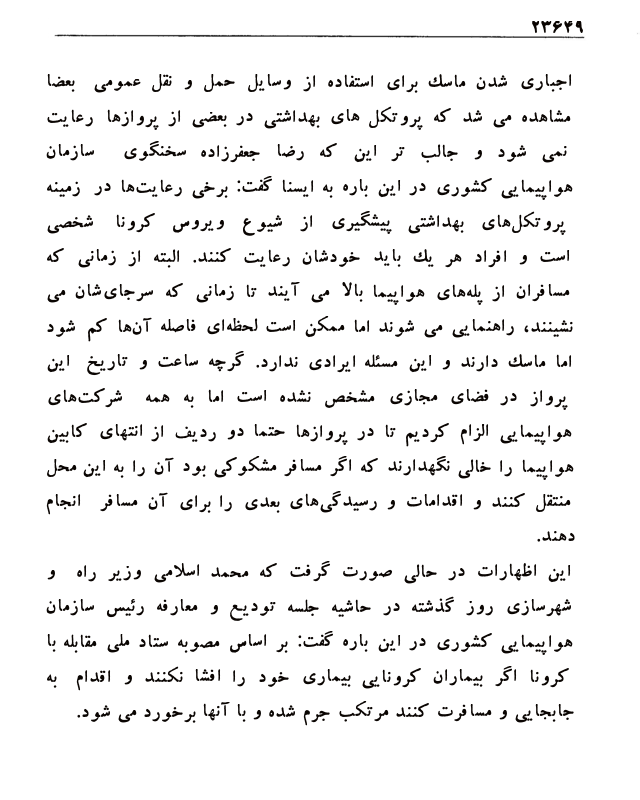 ۲۳۶۴۹
اجباری شدن ماسك برای استفاده از وسایل حمل و نقل عمومی بعضا
مشاهده می شد که پروتکل های بهداشتی در بعضی از پروازها رعایت
نمی شود و جالب تر این که رضا جعفرزاده سخنگوی سازمان
هواپیمایی کشوری در این باره به ایسنا گفت: برخی رعایت‌ها در زمینه
پروتکل‌های بهداشتی پیشگیری از شیوع ویروس کرونا شخصی
است و افراد هر یك باید خودشان رعایت کنند. البته از زمانی که
مسافران از پله‌های هواپیما بالا می آیند تا زمانی که سرجای‌شان می
نشینند، راهنمایی می شوند اما ممکن است لحظه‌ای فاصله آن‌ها کم شود
اما ماسك دارند و این مسئله ایرادی ندارد. گرچه ساعت و تاریخ این
پرواز در فضای مجازی مشخص نشده است اما به همه شرکت‌های
هواپیمایی الزام کردیم تا در پروازها حتما دو ردیف از انتهای کابین
هواپیما را خالی نگهدارند که اگر مسافر مشکوکی بود آن را به این محل
منتقل کنند و اقدامات و رسیدگی‌های بعدی را برای آن مسافر انجام
دهند.
این اظهارات در حالی صورت گرفت که محمد اسلامی وزیر راه و
شهرسازی روز گذشته در حاشیه جلسه تودیع و معارفه رئیس سازمان
هواپیمایی کشوری در این باره گفت: بر اساس مصوبه ستاد ملی مقابله با
کرونا اگر بیماران کرونایی بیماری خود را افشا نکنند و اقدام به
جابجایی و مسافرت کنند مرتکب جرم شده و با آنها برخورد می شود.